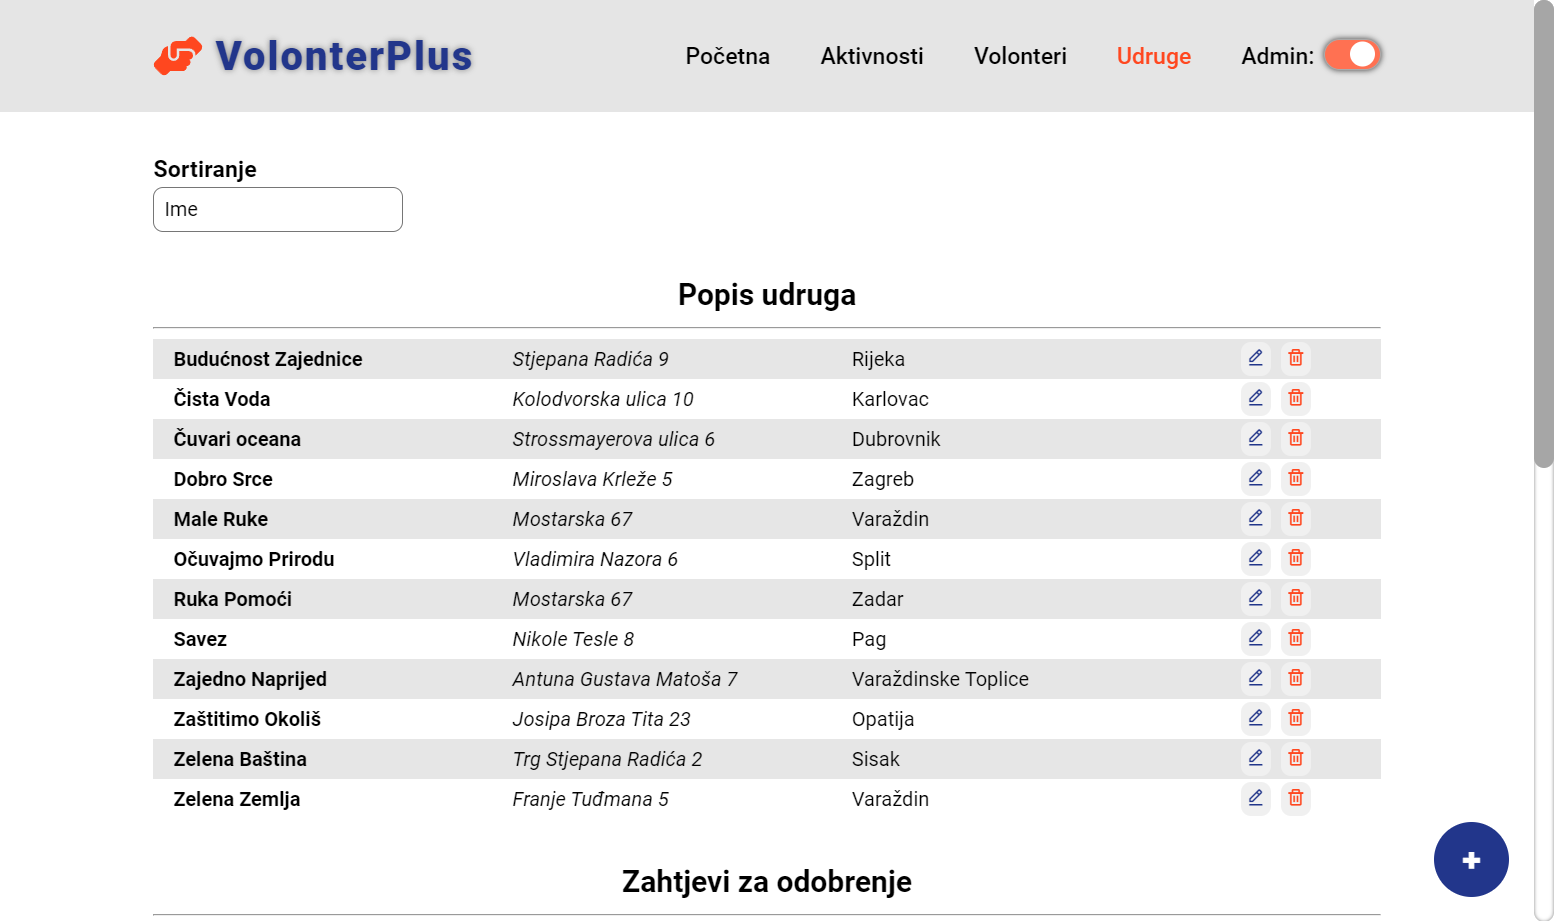 VolonterPlus
Početna Aktivnosti Volonteri Udruge Admin:
Sortiranje
Ime
Popis udruga
Budućnost Zajednice Stjepana Radića 9 Rijeka
Čista Voda Kolodvorska ulica 10 Karlovac
Čuvari oceana Strossmayerova ulica 6 Dubrovnik
Dobro Srce Miroslava Krleže 5 Zagreb
Male Ruke Mostarska 67 Varaždin
Očuvajmo Prirodu Vladimira Nazora 6 Split
Ruka Pomoći Mostarska 67 Zadar
Savez Nikole Tesle 8 Pag
Zajedno Naprijed Antuna Gustava Matoša 7 Varaždinske Toplice
Zaštitimo Okoliš Josipa Broza Tita 23 Opatija
Zelena Baština Trg Stjepana Radića 2 Sisak
Zelena Zemlja Franje Tuđmana 5 Varaždin
Zahtjevi za odobrenje